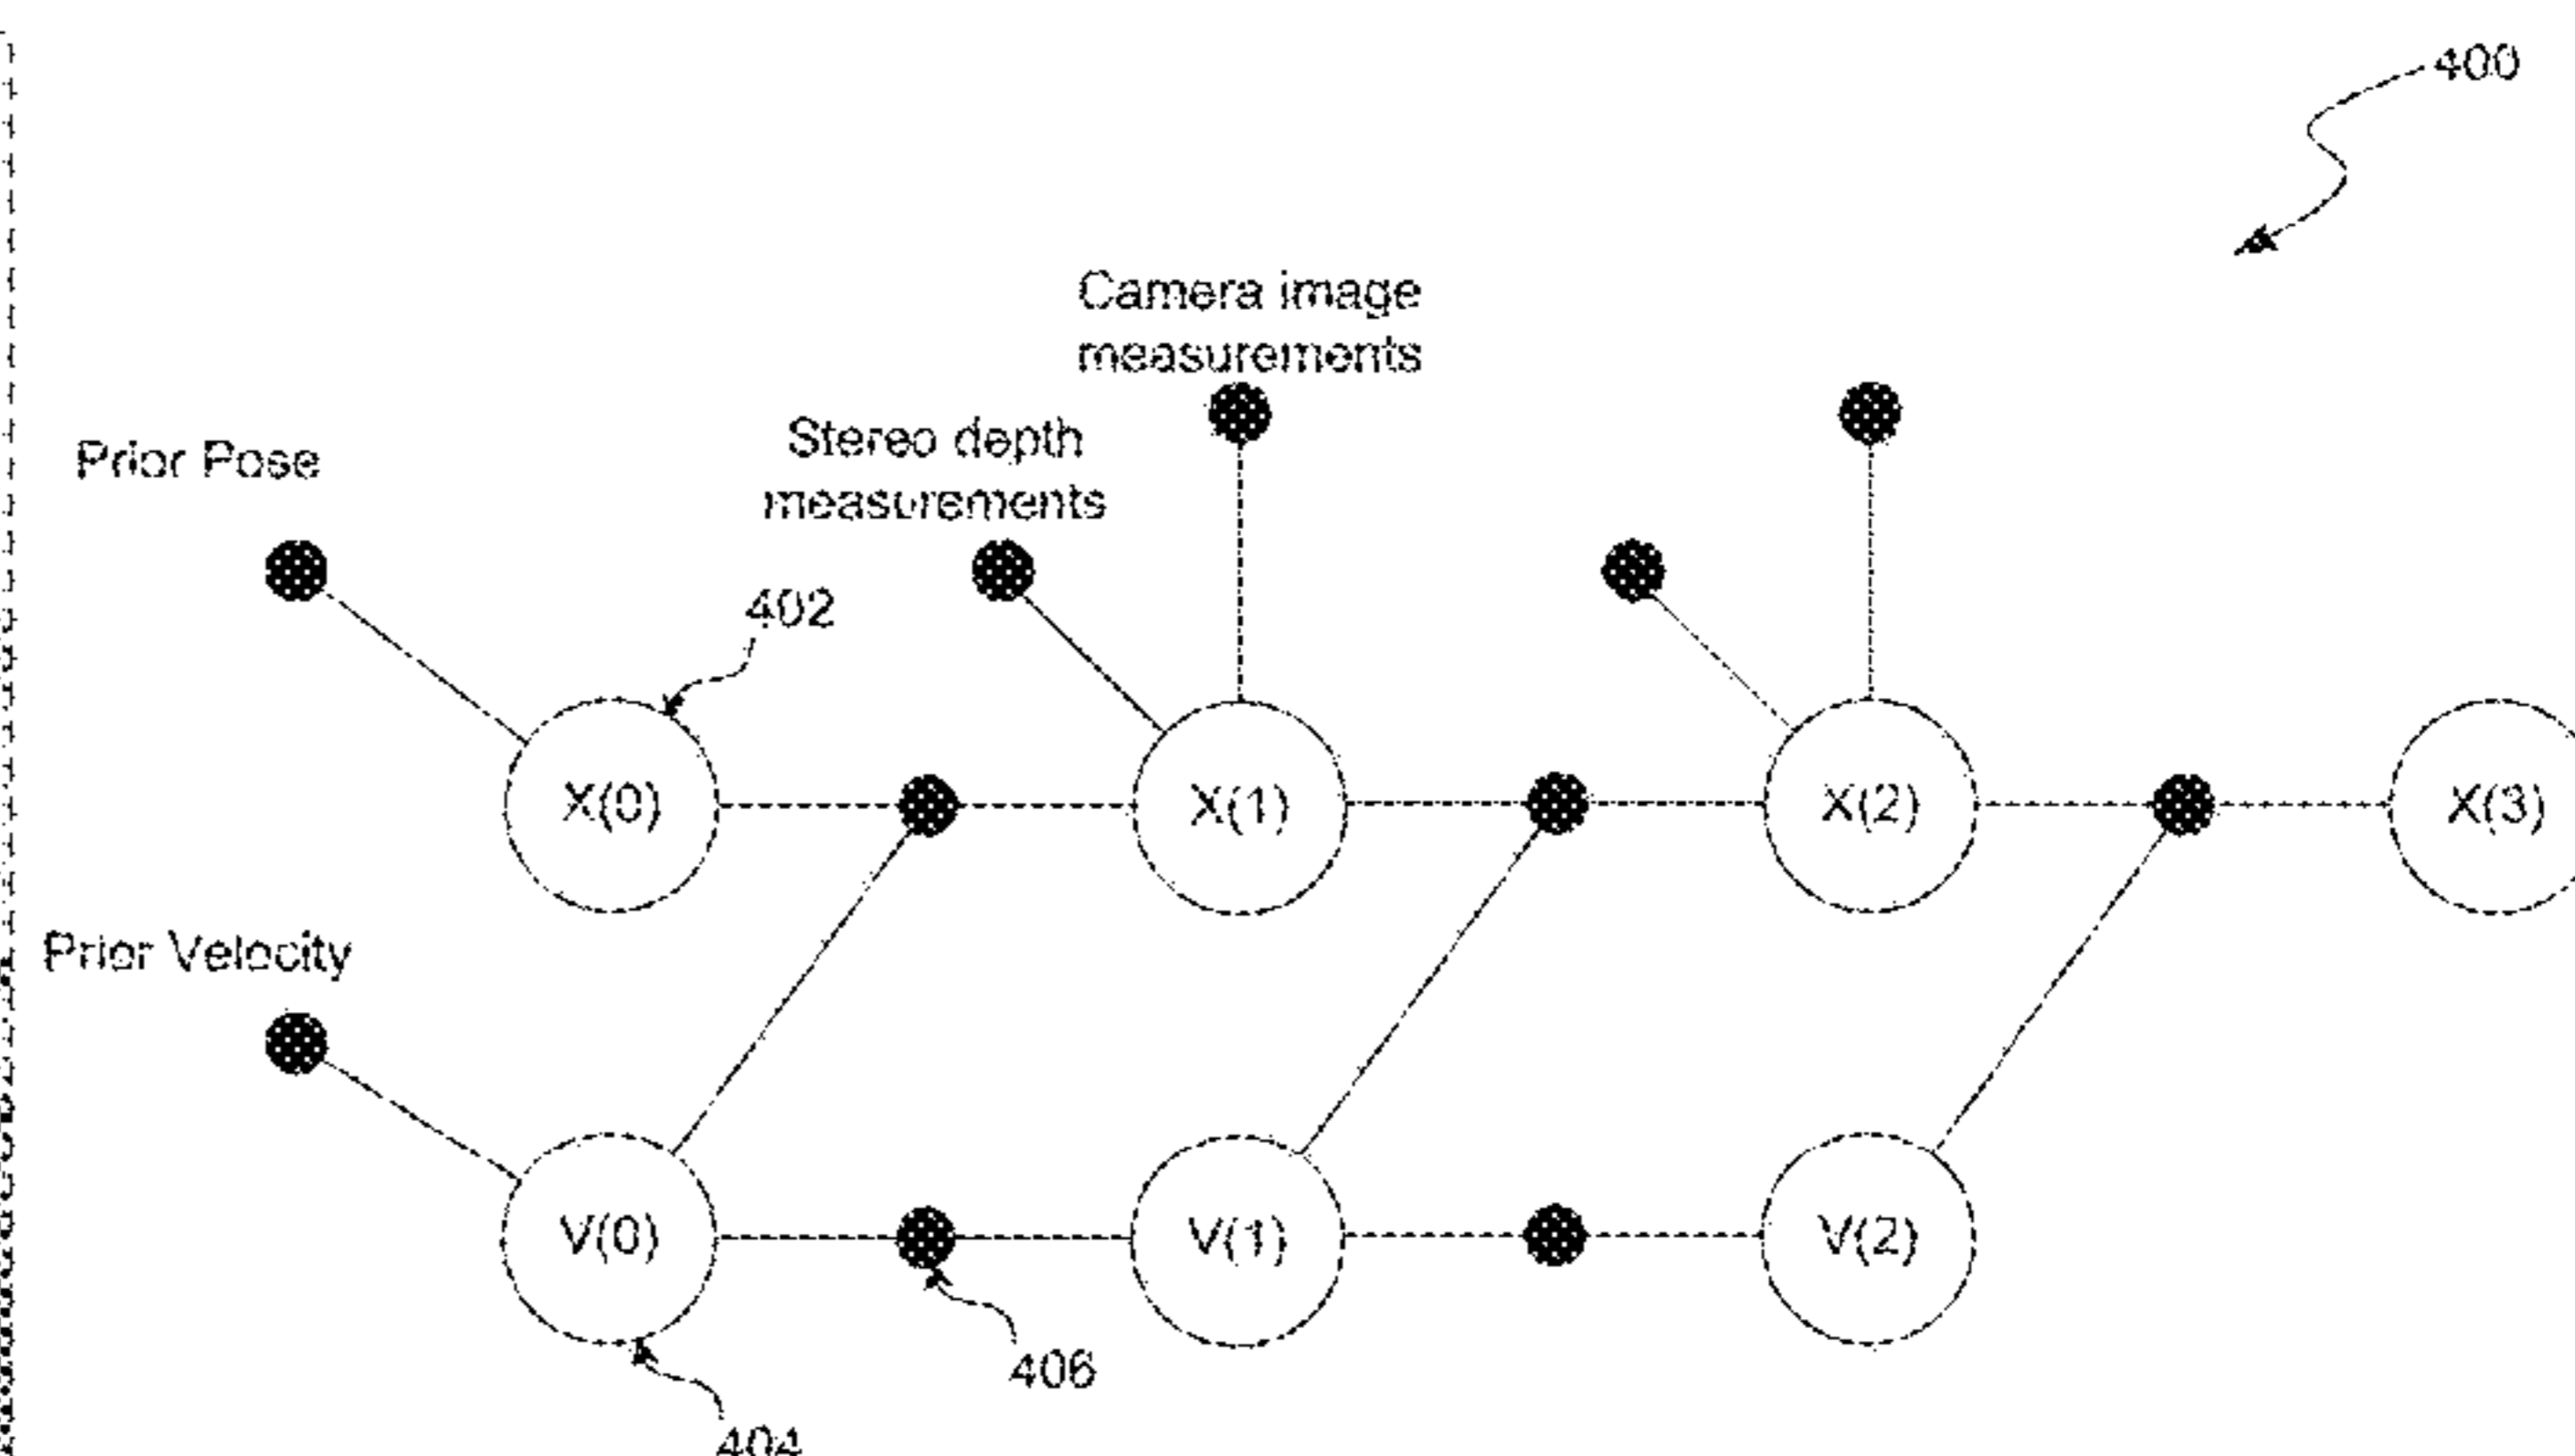 400
Camera image
measurements
Stereo depth
measurements
Prior Pose
402
X(0)
X(1)
X(2)
X(3)
Prior Velocity
V(0)
V(1)
V(2)
406
404